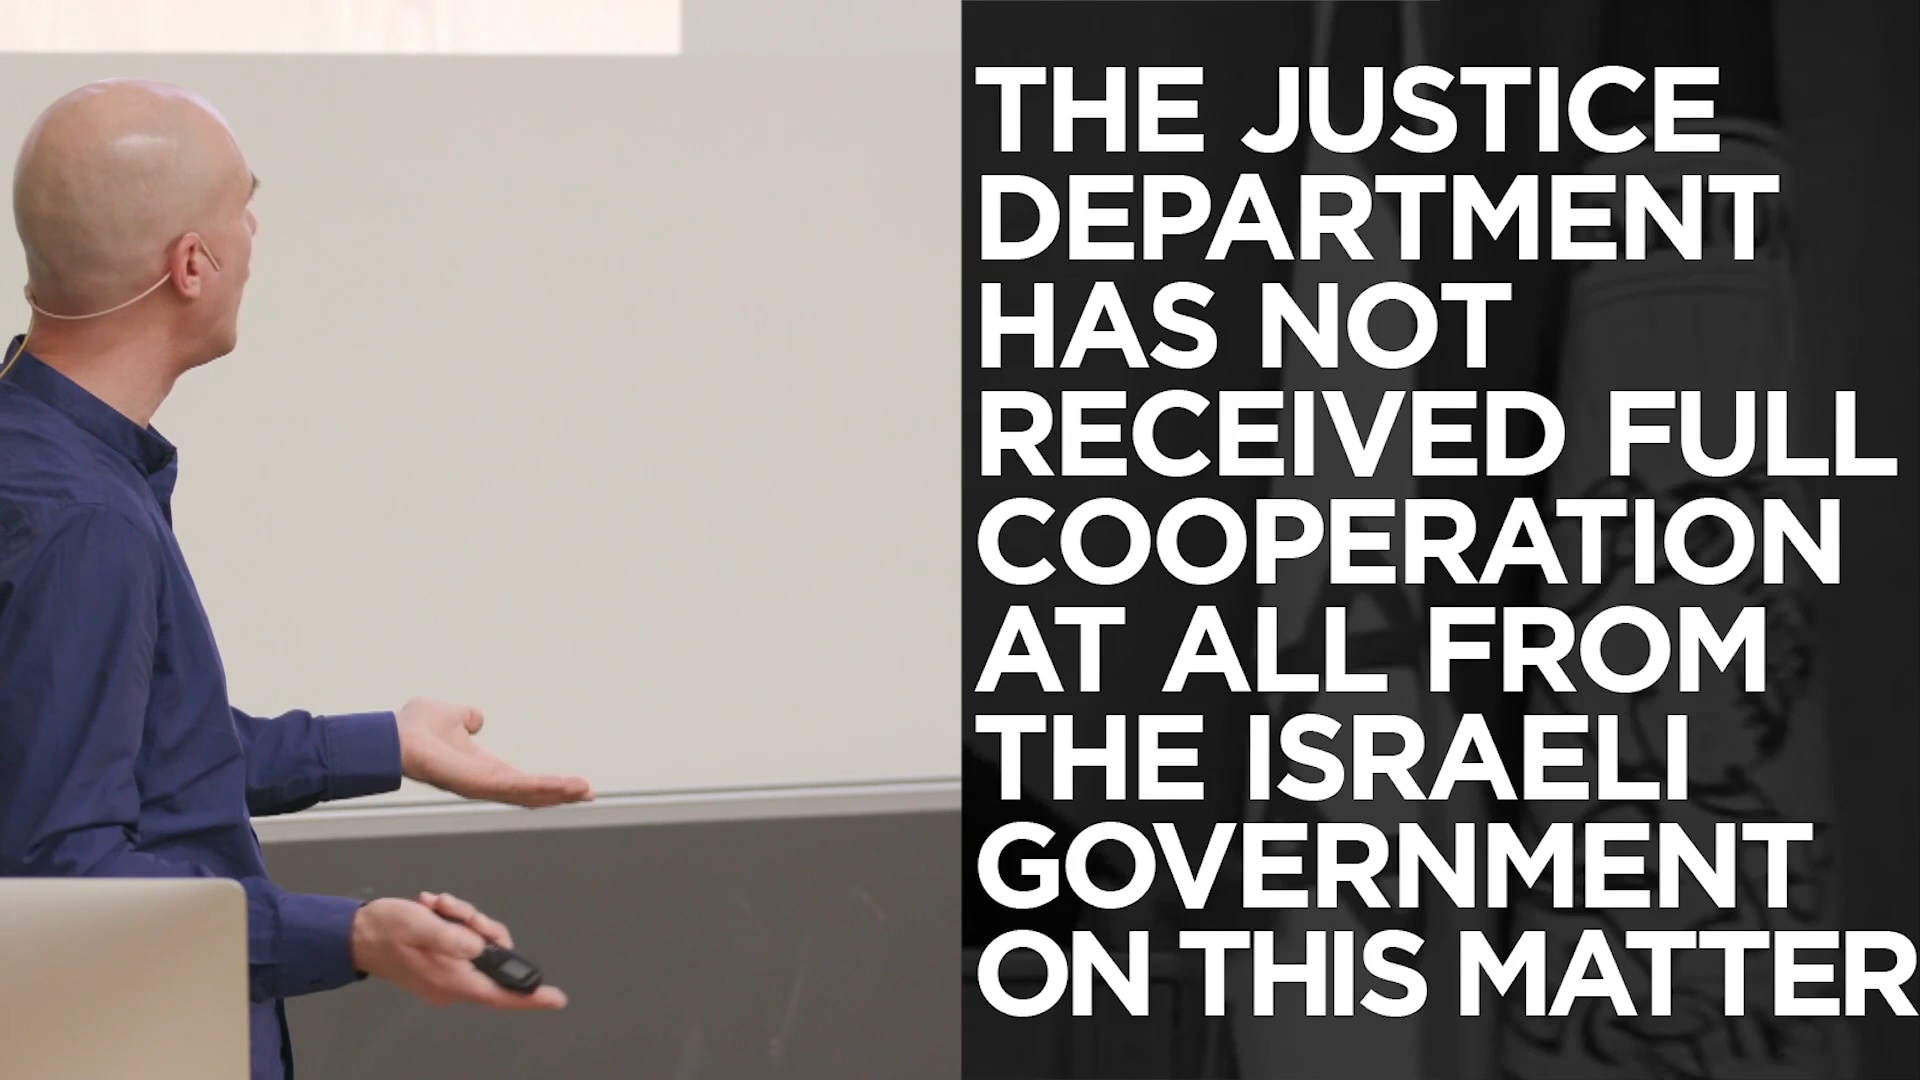 THE JUSTICE
DEPARTMENT
HAS NOT
RECEIVED FULL
COOPERATION
AT ALL FROM
THE ISRAELI
GOVERNMENT
ON THIS MATTER